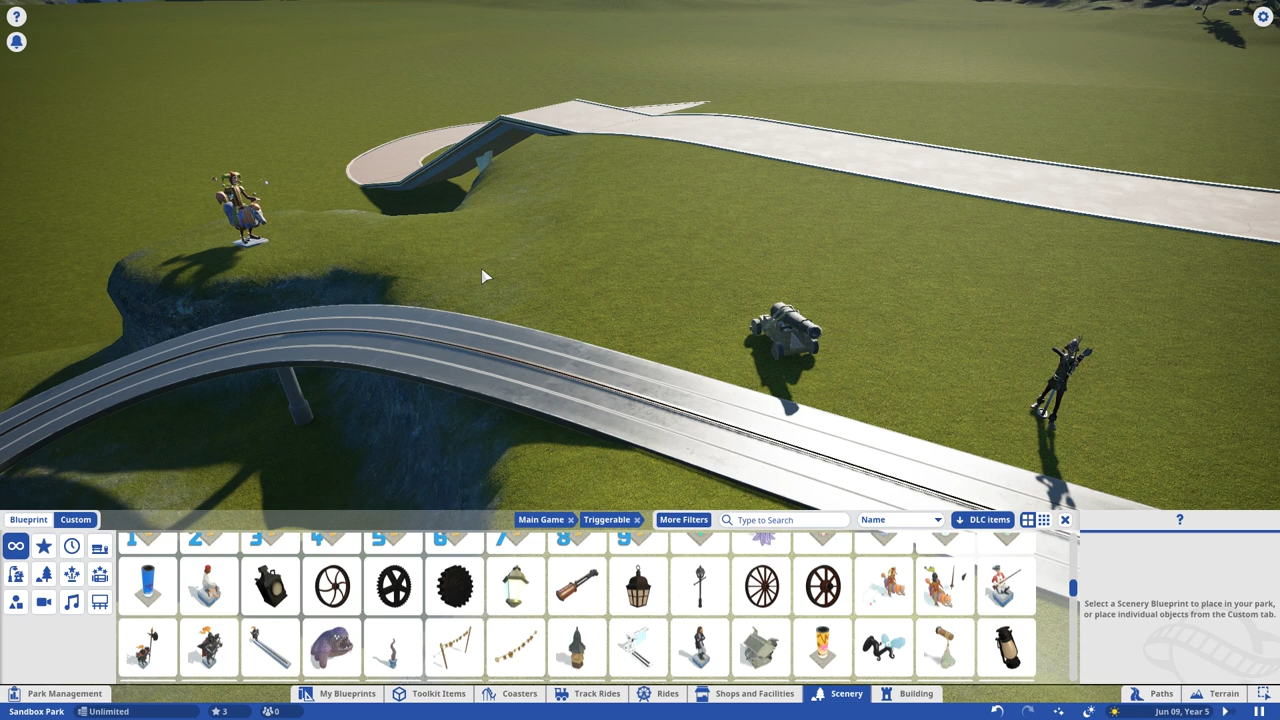 ?
Blueprint Custom Main Game × Triggerable × More Filters Type to Search Name DLC items ?
1 2 3 4 5 6 7 8 9
Select a Scenery Blueprint to place in your park,
or place individual objects from the Custom tab.
Park Management My Blueprints Toolkit Items Coasters Track Rides Rides Shops and Facilities Scenery Building Paths Terrain
Sandbox Park Unlimited 3 0 Jun 09, Year 5